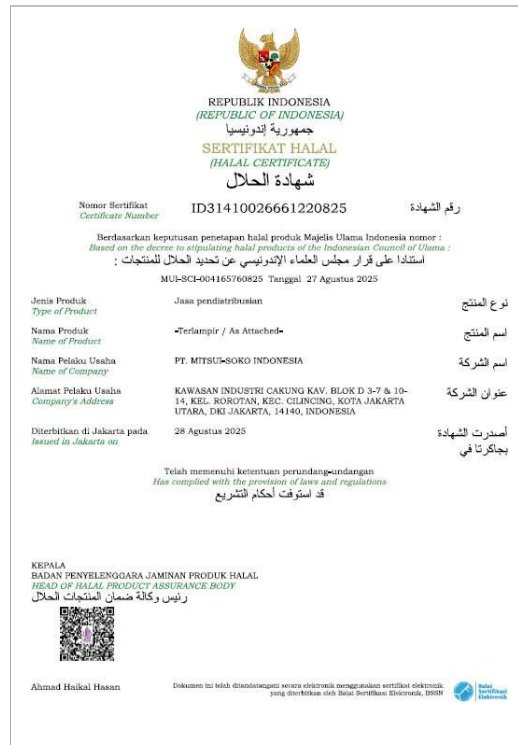 REPUBLIK INDONESIA
(REPUBLIC OF INDONESIA)
جمهورية إندونيسيا
SERTIFIKAT HALAL
(HALAL CERTIFICATE)
شهادة الحلال
Nomor Sertifikat ID31410026661220825 رقم الشهادة
Certificate Number
Berdasarkan keputusan penetapan halal produk Majelis Ulama Indonesia nomor :
Based on the decree to stipulating halal products of the Indonesian Council of Ulama :
استنادا على قرار مجلس العلماء الإندونيسي عن تحديد الحلال للمنتجات :
MUI-SCI-004165760825 Tanggal 27 Agustus 2025
Jenis Produk Jasa pendistribusian نوع المنتج
Type of Product
Nama Produk -Terlampir / As Attached- اسم المنتج
Name of Product
Nama Pelaku Usaha PT. MITSUI-SOKO INDONESIA اسم الشركة
Name of Company
Alamat Pelaku Usaha KAWASAN INDUSTRI CAKUNG KAV. BLOK D 3-7 & 10- عنوان الشركة
Company's Address 14, KEL. ROROTAN, KEC. CILINCING, KOTA JAKARTA
UTARA, DKI JAKARTA, 14140, INDONESIA
Diterbitkan di Jakarta pada 28 Agustus 2025 أصدرت الشهادة
Issued in Jakarta on بجاكرتا في
Telah memenuhi ketentuan perundang-undangan
Has complied with the provision of laws and regulations
قد استوفت أحكام التشريع
KEPALA
BADAN PENYELENGGARA JAMINAN PRODUK HALAL
HEAD OF HALAL PRODUCT ASSURANCE BODY
رئيس وكالة ضمان المنتجات الحلال
Ahmad Haikal Hasan
Dokumen ini telah ditandatangani secara elektronik menggunakan sertifikat elektronik
yang diterbitkan oleh Balai Sertifikasi Elektronik, BSSN
Balai
Sertifikasi
Elektronik